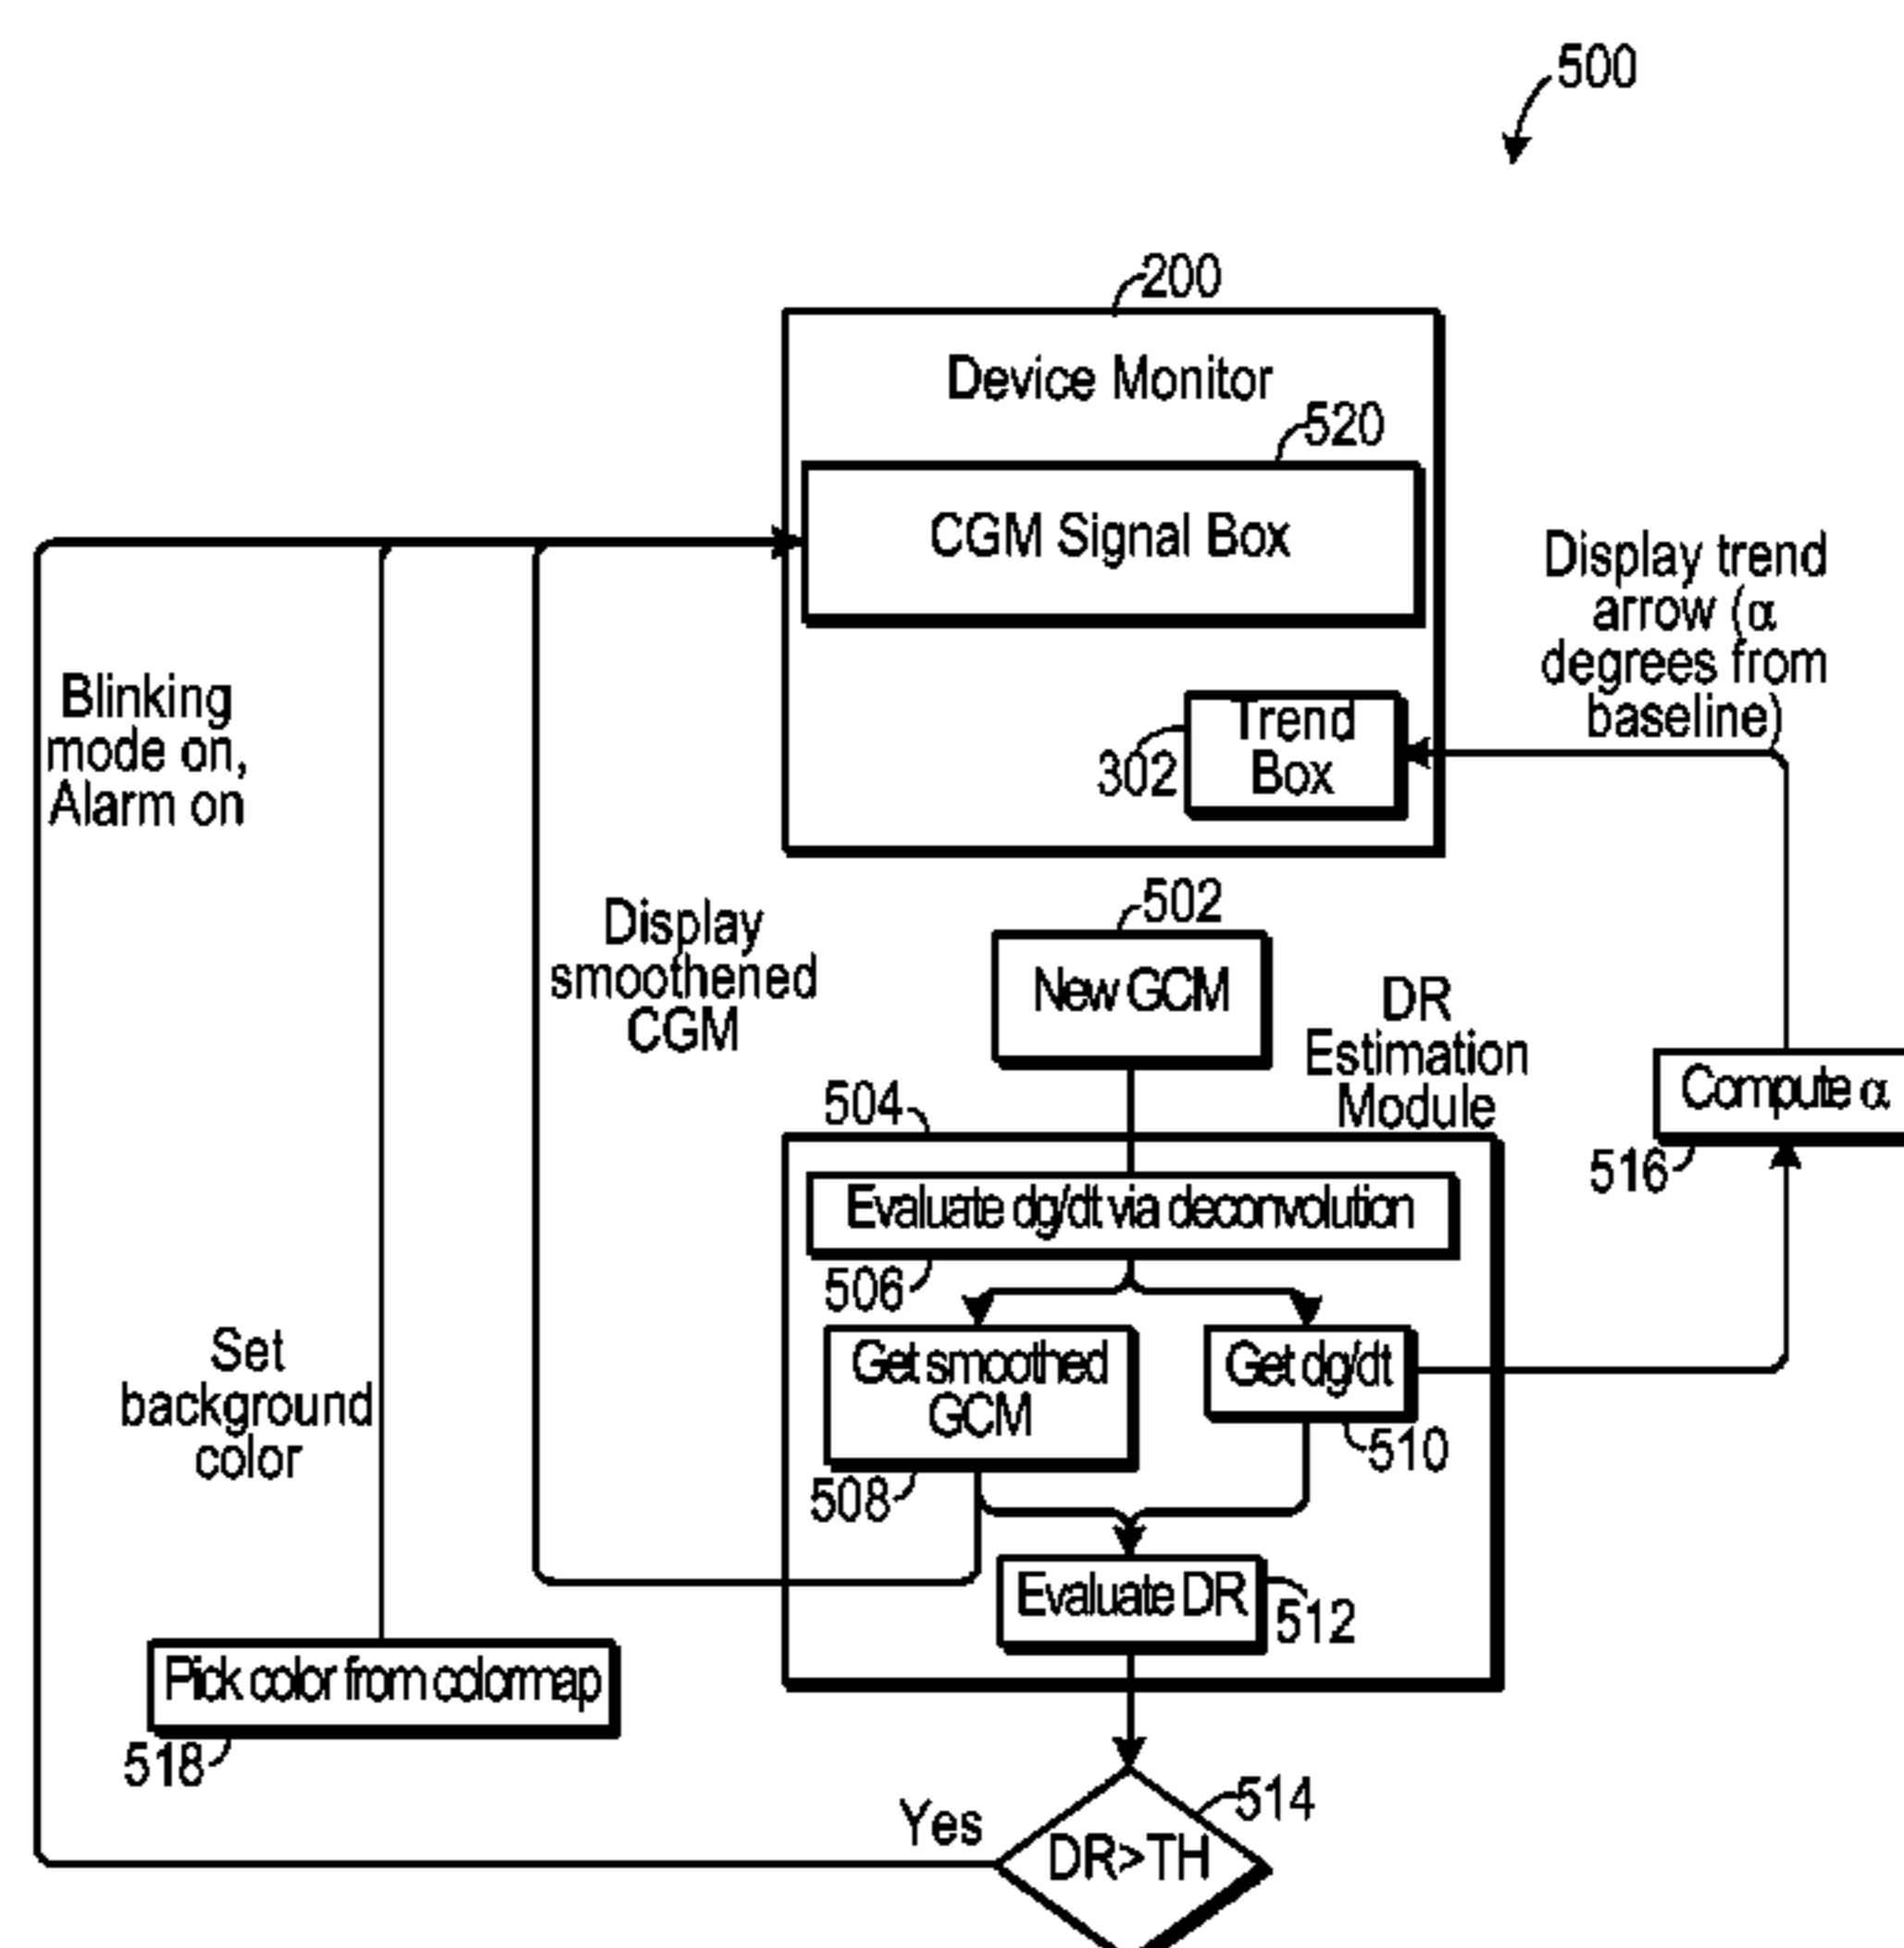 500
200
Device Monitor
520
CGM Signal Box
Display trend
arrow (α
degrees from
baseline)
Trend
Box
302
Blinking
mode on,
Alarm on
502
New GCM
Display
smoothened
CGM
DR
Estimation
Module
504
Compute α
516
Evaluate dg/dt via deconvolution
506
Get smoothed
GCM
508
Get dg/dt
510
Set
background
color
Evaluate DR
512
Pick color from colormap
518
514
Yes
DR>TH